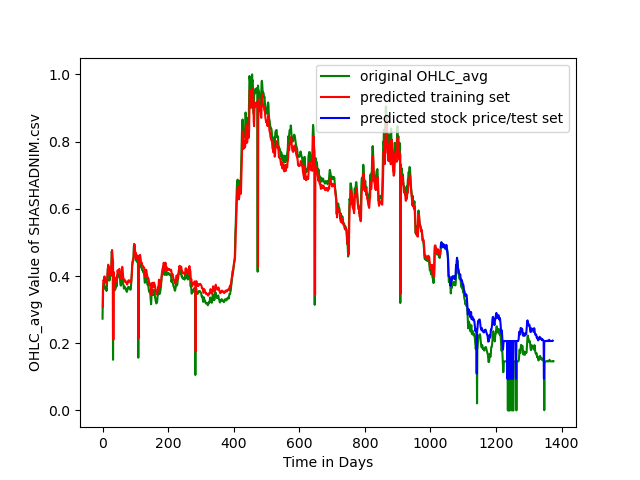 original OHLC_avg
predicted training set
predicted stock price/test set
1.0
0.8
0.6
0.4
0.2
0.0
OHLC_avg Value of SHASHADNIM.csv
0 200 400 600 800 1000 1200 1400
Time in Days